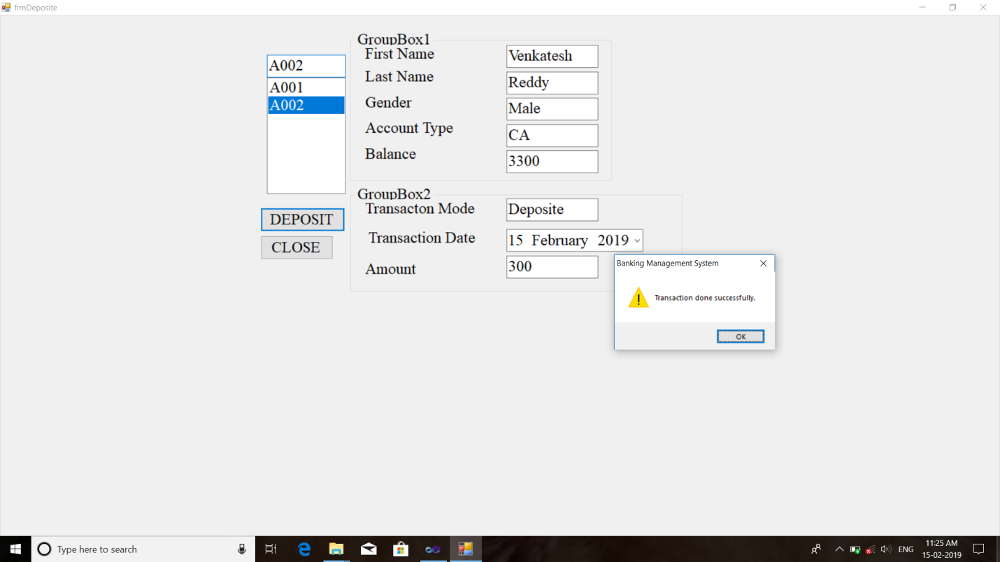 frmDeposite
A002
A001
A002
DEPOSIT
CLOSE
GroupBox1
First Name
Venkatesh
Last Name
Reddy
Gender
Male
Account Type
CA
Balance
3300
GroupBox2
Transacton Mode
Deposite
Transaction Date
15 February 2019
Amount
300
Banking Management System
Transaction done successfully.
OK
Type here to search
ENG
11:25 AM
15-02-2019